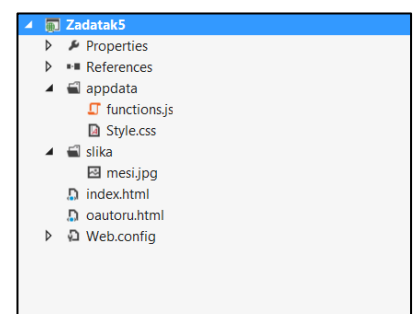 Zadatak5
Properties
References
appdata
functions.js
Style.css
slika
mesi.jpg
index.html
oautoru.html
Web.config